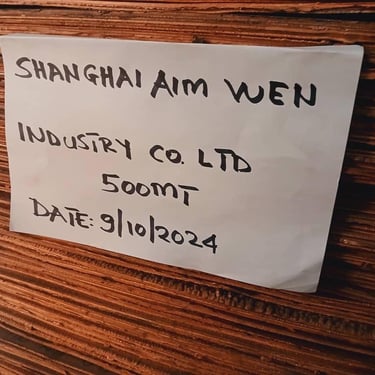 SHANGHAI AIM WEN
INDUSTRY CO. LTD
500MT
DATE: 9/10/2024